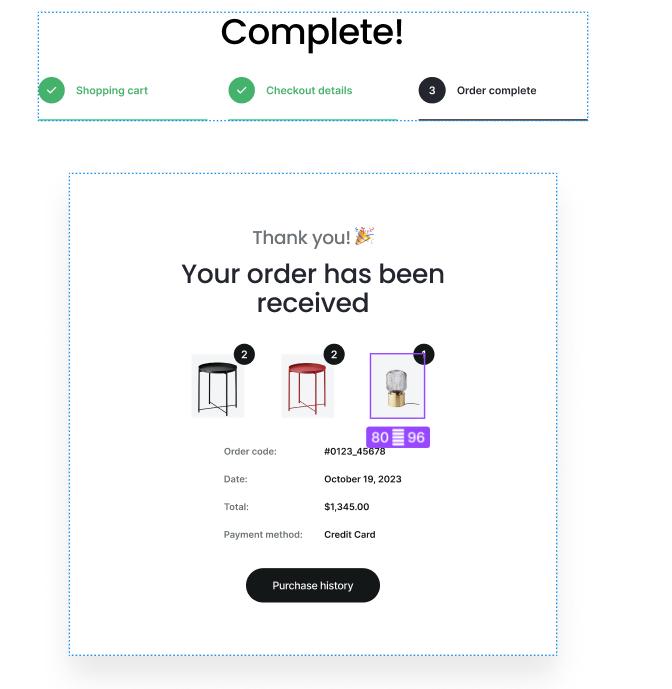 Complete!
Shopping cart
Checkout details
3 Order complete
Thank you! 🎉
Your order has been
received
2
2
1
80 96
Order code: #0123_45678
Date: October 19, 2023
Total: $1,345.00
Payment method: Credit Card
Purchase history